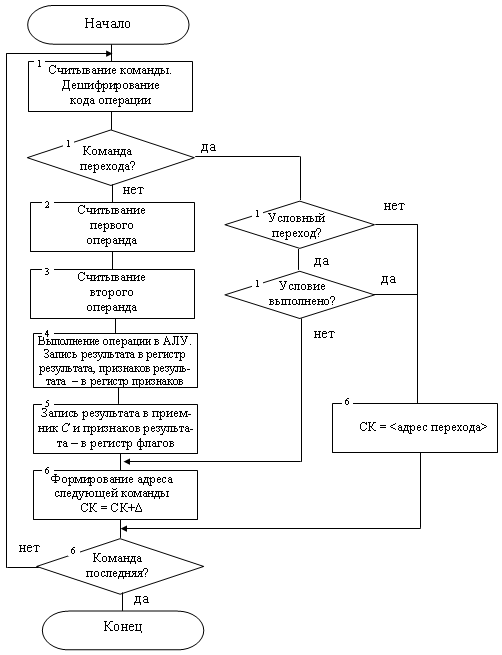 Начало
1
Считывание команды.
Дешифрирование
кода операции
1
Команда
перехода?
да
нет
2
Считывание
первого
операнда
1
Условный
переход?
нет
да
3
Считывание
второго
операнда
1
Условие
выполнено?
да
нет
4
Выполнение операции в АЛУ.
Запись результата в регистр
результата, признаков резуль-
тата – в регистр признаков
5
Запись результата в прием-
ник С и признаков результа-
та – в регистр флагов
6
СК = <адрес перехода>
6
Формирование адреса
следующей команды
СК = СК+Δ
нет
6
Команда
последняя?
да
Конец